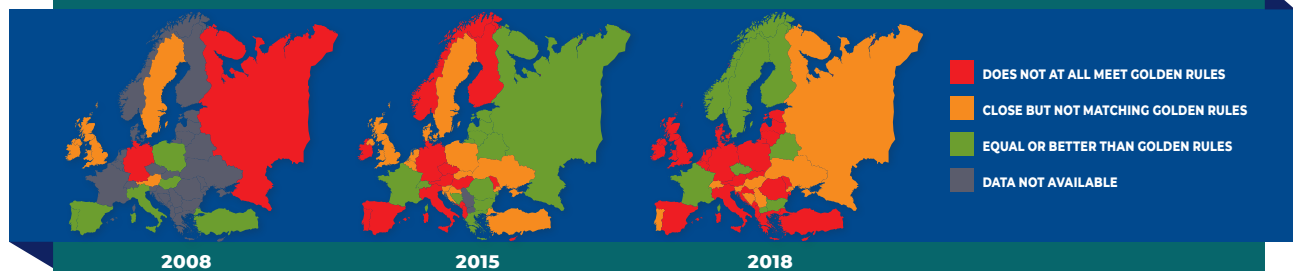 DOES NOT AT ALL MEET GOLDEN RULES
CLOSE BUT NOT MATCHING GOLDEN RULES
EQUAL OR BETTER THAN GOLDEN RULES
DATA NOT AVAILABLE
2008
2015
2018